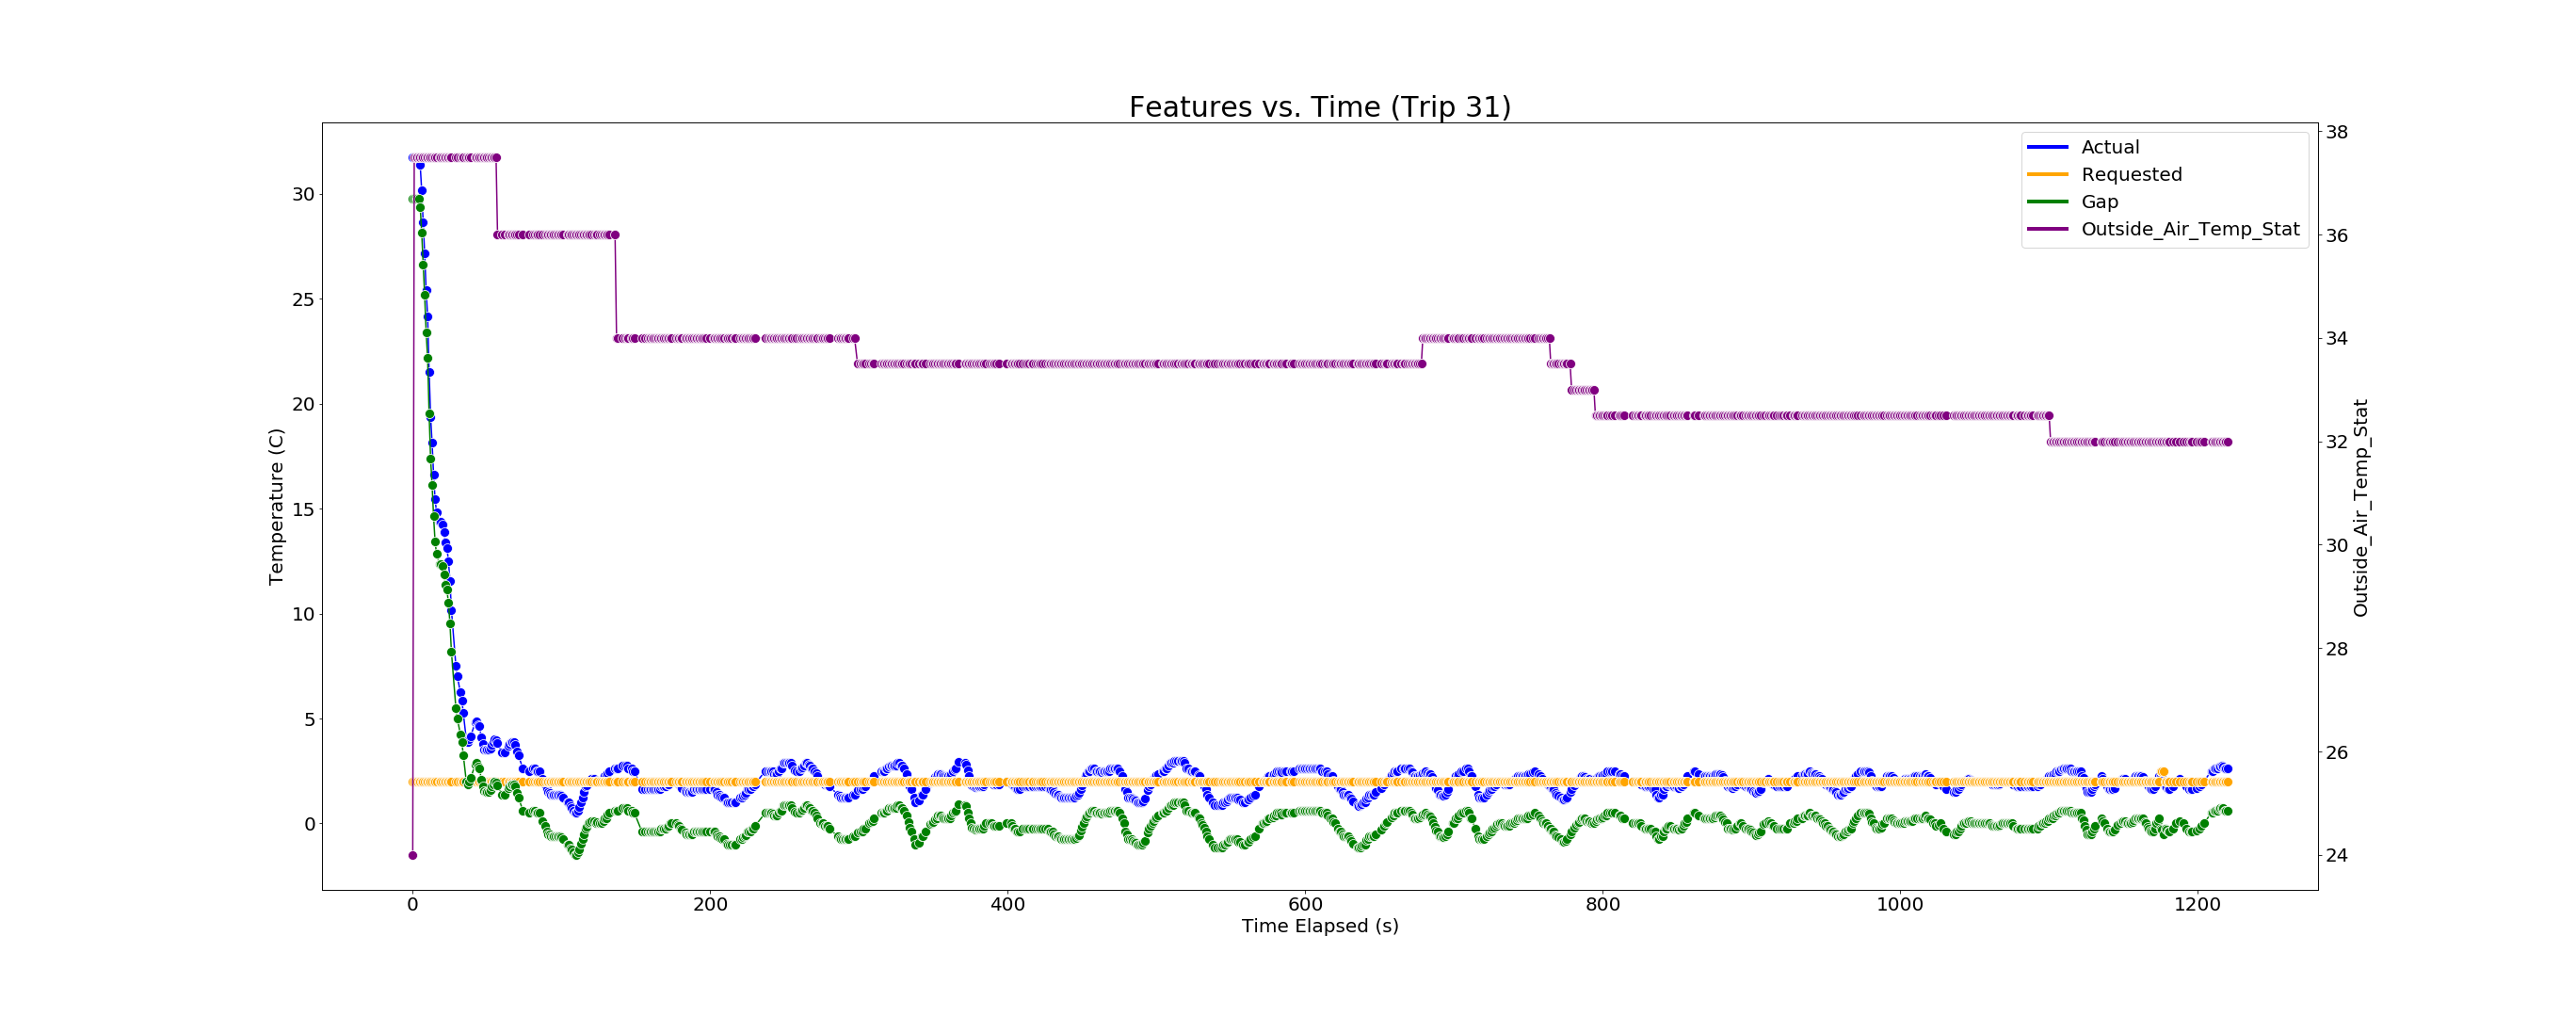 Features vs. Time (Trip 31)
Actual
Requested
Gap
Outside_Air_Temp_Stat
Temperature (C)
30
25
20
15
10
5
0
38
36
34
32
30
28
26
24
Outside_Air_Temp_Stat
0 200 400 600 800 1000 1200
Time Elapsed (s)